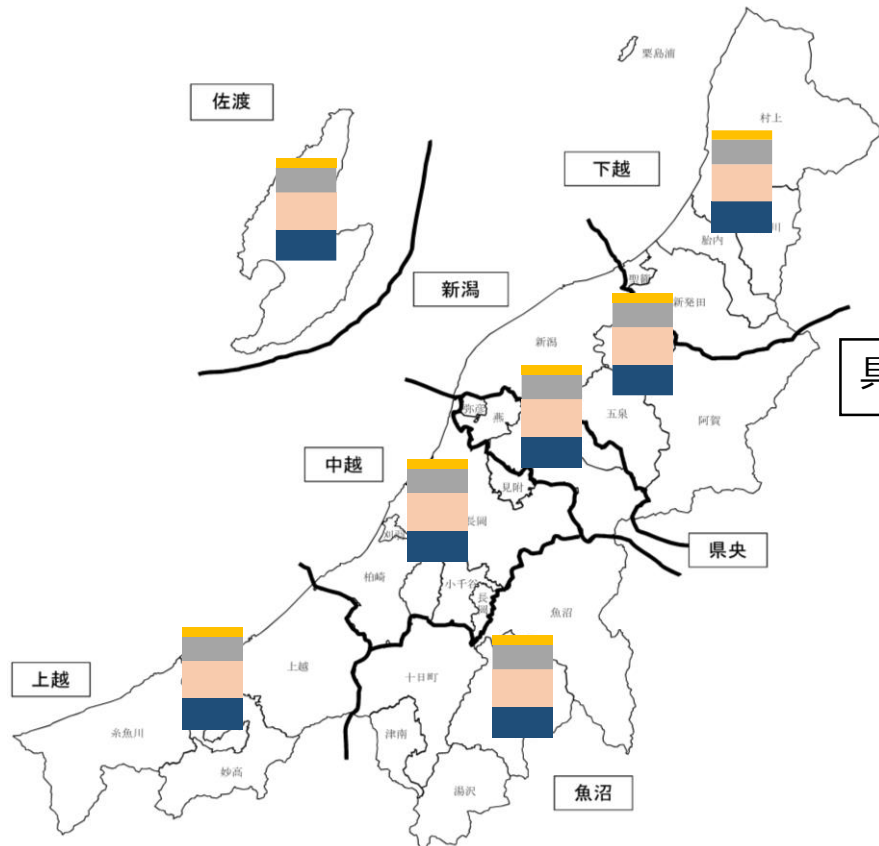 粟島浦
佐渡
村上
下越
川
胎内
聖籠
新潟
新発田
新潟
弥彦
燕
五泉
阿賀
中越
見附
長岡
県央
柏崎
小千谷
長岡
魚沼
上越
上越
十日町
糸魚川
津南
妙高
湯沢
魚沼